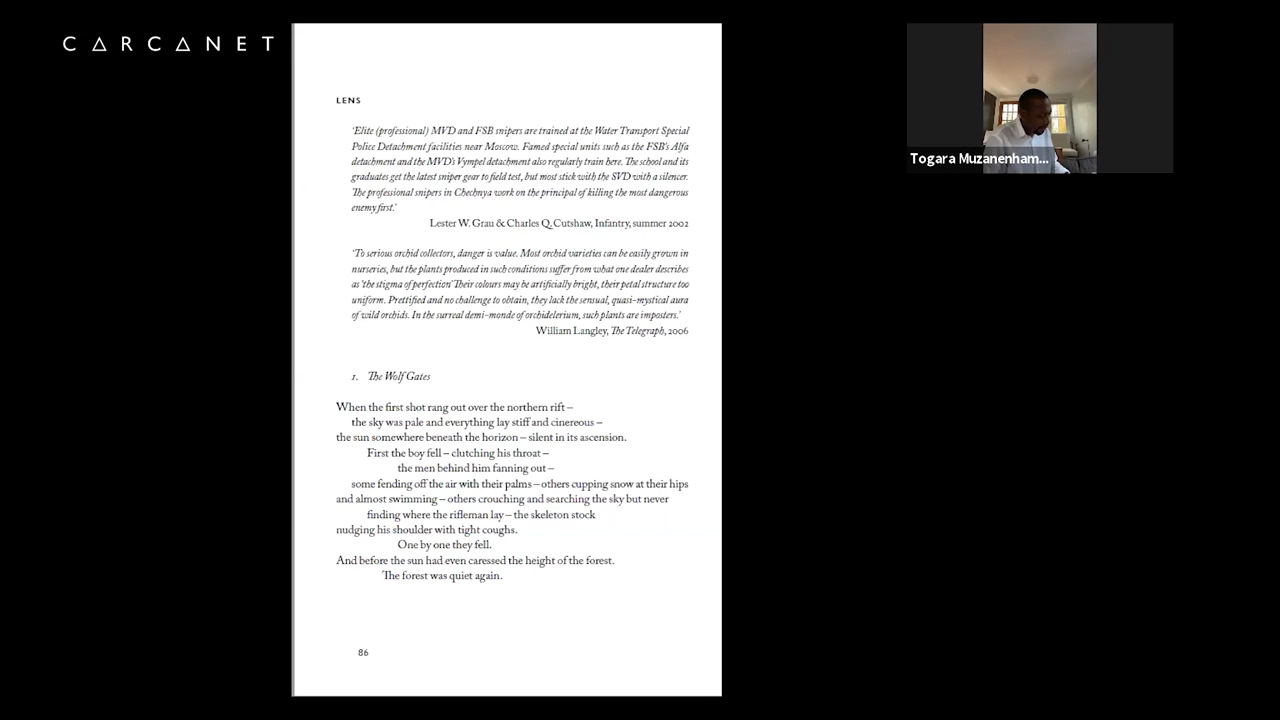 CARCANET
LENS
'Elite (professional) MVD and FSB snipers are trained at the Water Transport Special
Police Detachment facilities near Moscow. Famed special units such as the FSB's Alfa
detachment and the MVD's Vympel detachment also regularly train here. The school and its
graduates get the latest sniper gear to field test, but most stick with the SVD with a silencer.
The professional snipers in Chechnya work on the principal of killing the most dangerous
enemy first.'
Lester W. Grau & Charles Q. Cutshaw, Infantry, summer 2002
'To serious orchid collectors, danger is value. Most orchid varieties can be easily grown in
nurseries, but the plants produced in such conditions suffer from what one dealer describes
as 'the stigma of perfection' Their colours may be artificially bright, their petal structure too
uniform. Prettified and no challenge to obtain, they lack the sensual, quasi-mystical aura
of wild orchids. In the surreal demi-monde of orchidelerium, such plants are imposters.'
William Langley, The Telegraph, 2006
1. The Wolf Gates
When the first shot rang out over the northern rift –
the sky was pale and everything lay stiff and cinereous –
the sun somewhere beneath the horizon – silent in its ascension.
First the boy fell – clutching his throat –
the men behind him fanning out –
some fending off the air with their palms – others cupping snow at their hips
and almost swimming – others crouching and searching the sky but never
finding where the rifleman lay – the skeleton stock
nudging his shoulder with tight coughs.
One by one they fell.
And before the sun had even caressed the height of the forest.
The forest was quiet again.
86
Togara Muzanenham...